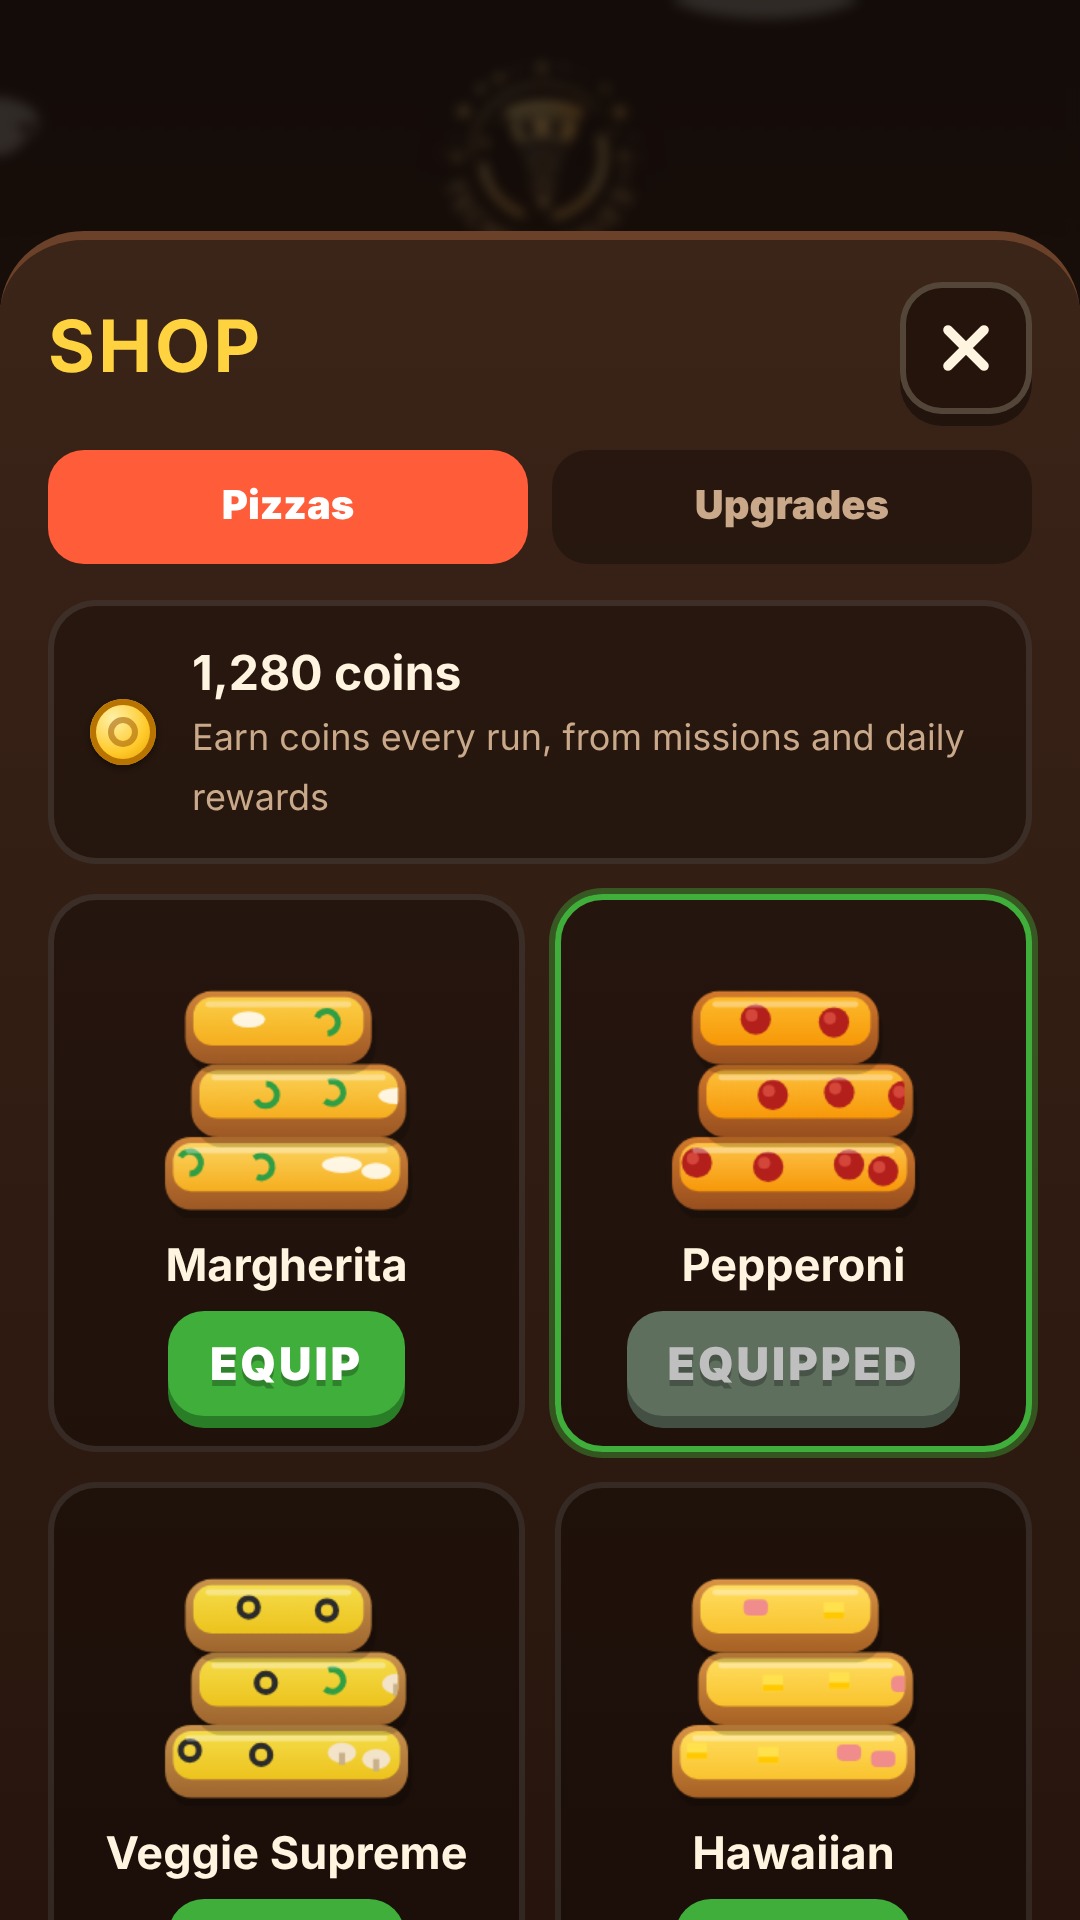 SHOP
Pizzas
Upgrades
1,280 coins
Earn coins every run, from missions and daily
rewards
Margherita
Pepperoni
EQUIP
EQUIPPED
Veggie Supreme
Hawaiian